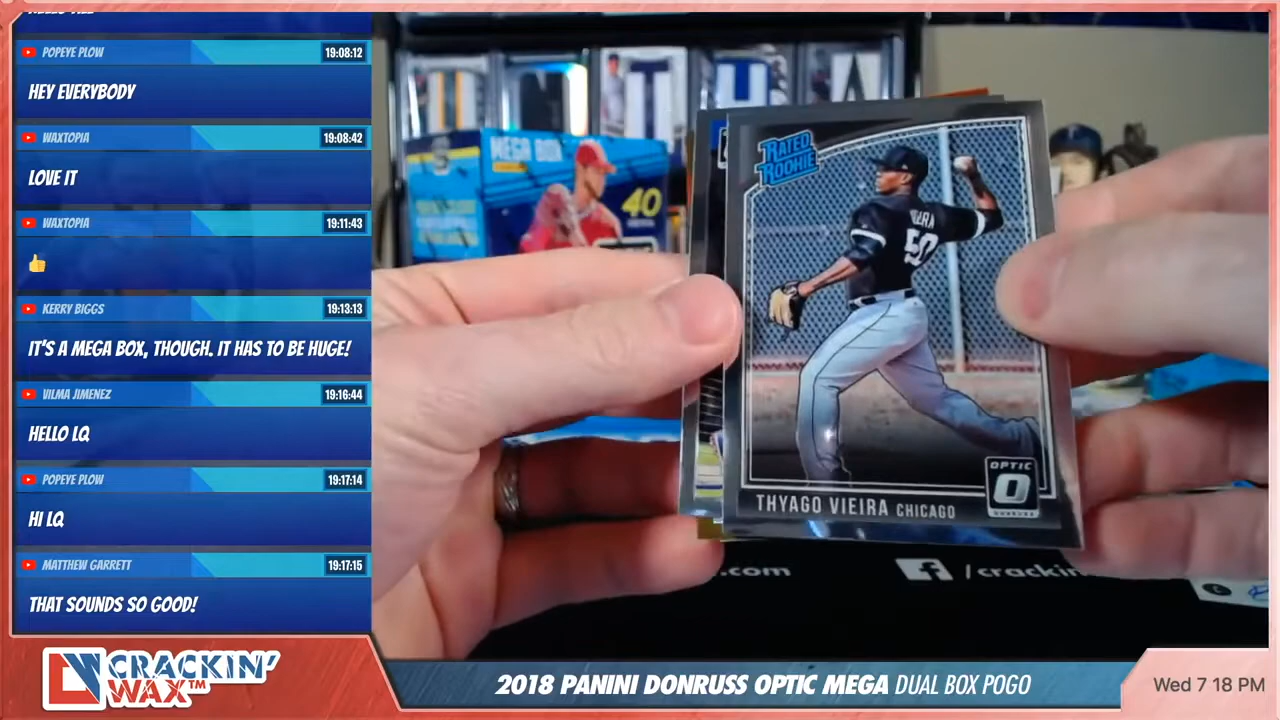 POPEYE PLOW
19:08:12
HEY EVERYBODY
WAXTOPIA
19:08:42
LOVE IT
WAXTOPIA
19:11:43
KERRY BIGGS
19:13:13
IT'S A MEGA BOX, THOUGH. IT HAS TO BE HUGE!
VILMA JIMENEZ
19:16:44
HELLO LQ
POPEYE PLOW
19:17:14
HI LQ
MATTHEW GARRETT
19:17:15
THAT SOUNDS SO GOOD!
MEGA BOX
40
RATED
ROOKIE
50
OPTIC
THYAGO VIEIRA CHICAGO
.com
/crackin
CRACKIN'
WAX™
2018 PANINI DONRUSS OPTIC MEGA DUAL BOX POGO
Wed 7 18 PM